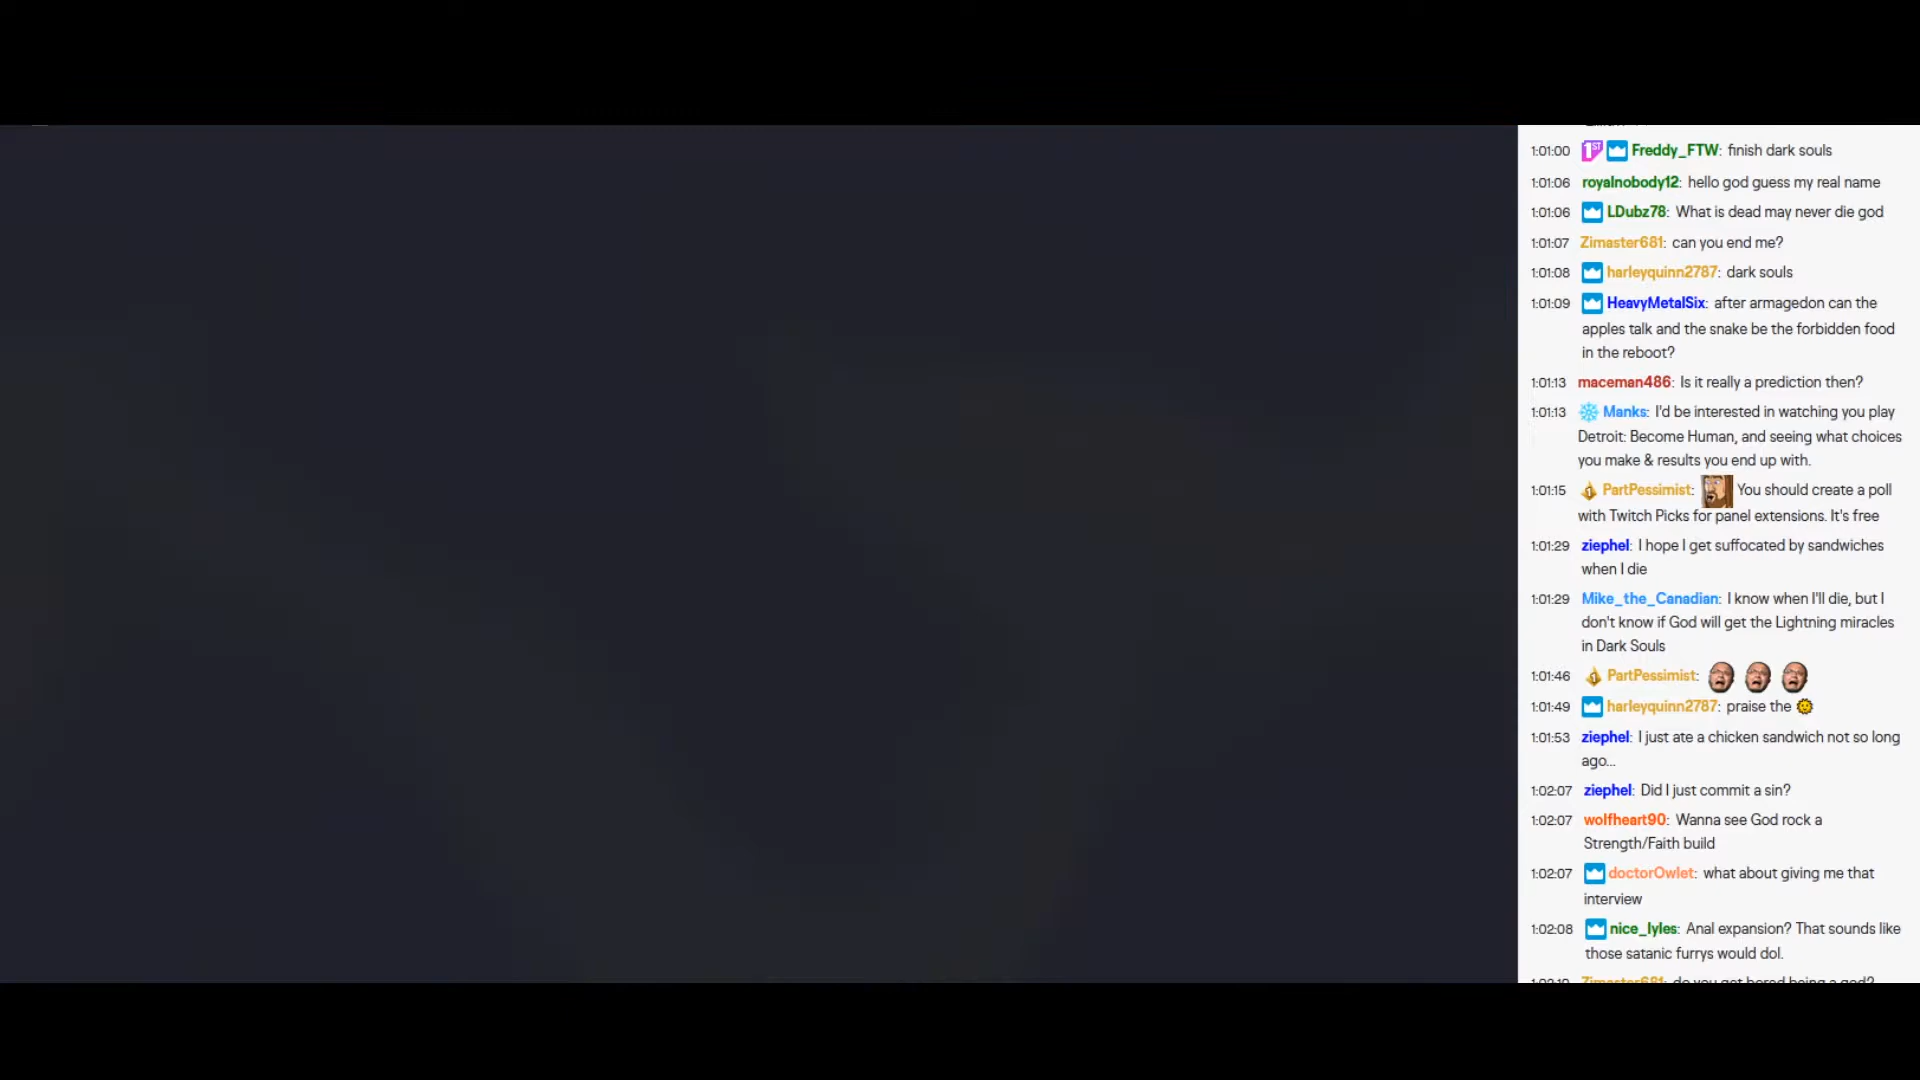 1:01:00 1ST Freddy_FTW: finish dark souls
1:01:06 royalnobody12: hello god guess my real name
1:01:06 LDubz78: What is dead may never die god
1:01:07 Zimaster681: can you end me?
1:01:08 harleyquinn2787: dark souls
1:01:09 HeavyMetalSix: after armagedon can the
apples talk and the snake be the forbidden food
in the reboot?
1:01:13 maceman486: Is it really a prediction then?
1:01:13 Manks: I'd be interested in watching you play
Detroit: Become Human, and seeing what choices
you make & results you end up with.
1:01:15 PartPessimist: You should create a poll
with Twitch Picks for panel extensions. It's free
1:01:29 ziephel: I hope I get suffocated by sandwiches
when I die
1:01:29 Mike_the_Canadian: I know when I'll die, but I
don't know if God will get the Lightning miracles
in Dark Souls
1:01:46 PartPessimist:
1:01:49 harleyquinn2787: praise the
1:01:53 ziephel: I just ate a chicken sandwich not so long
ago...
1:02:07 ziephel: Did I just commit a sin?
1:02:07 wolfheart90: Wanna see God rock a
Strength/Faith build
1:02:07 doctorOwlet: what about giving me that
interview
1:02:08 nice_lyles: Anal expansion? That sounds like
those satanic furrys would dol.
Zimaster681: do you get bored being a god?